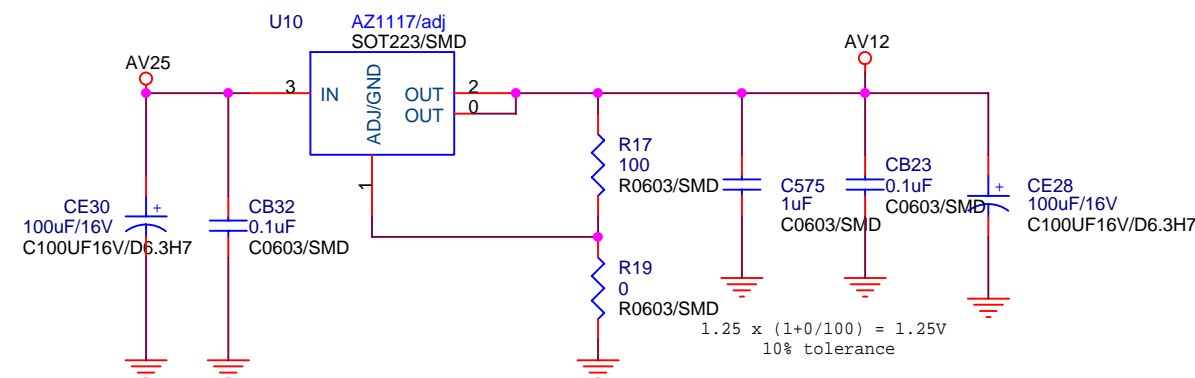 U10
AZ1117/adj
SOT223/SMD
AV25
AV12
3
IN
ADJ/GND
OUT
2
OUT
0
1
R17
100
R0603/SMD
CE30
100uF/16V
C100UF16V/D6.3H7
CB32
0.1uF
C0603/SMD
C575
1uF
C0603/SMD
CB23
0.1uF
C0603/SMD
+
CE28
100uF/16V
C100UF16V/D6.3H7
+
R19
0
R0603/SMD
1.25 x (1+0/100) = 1.25V
10% tolerance